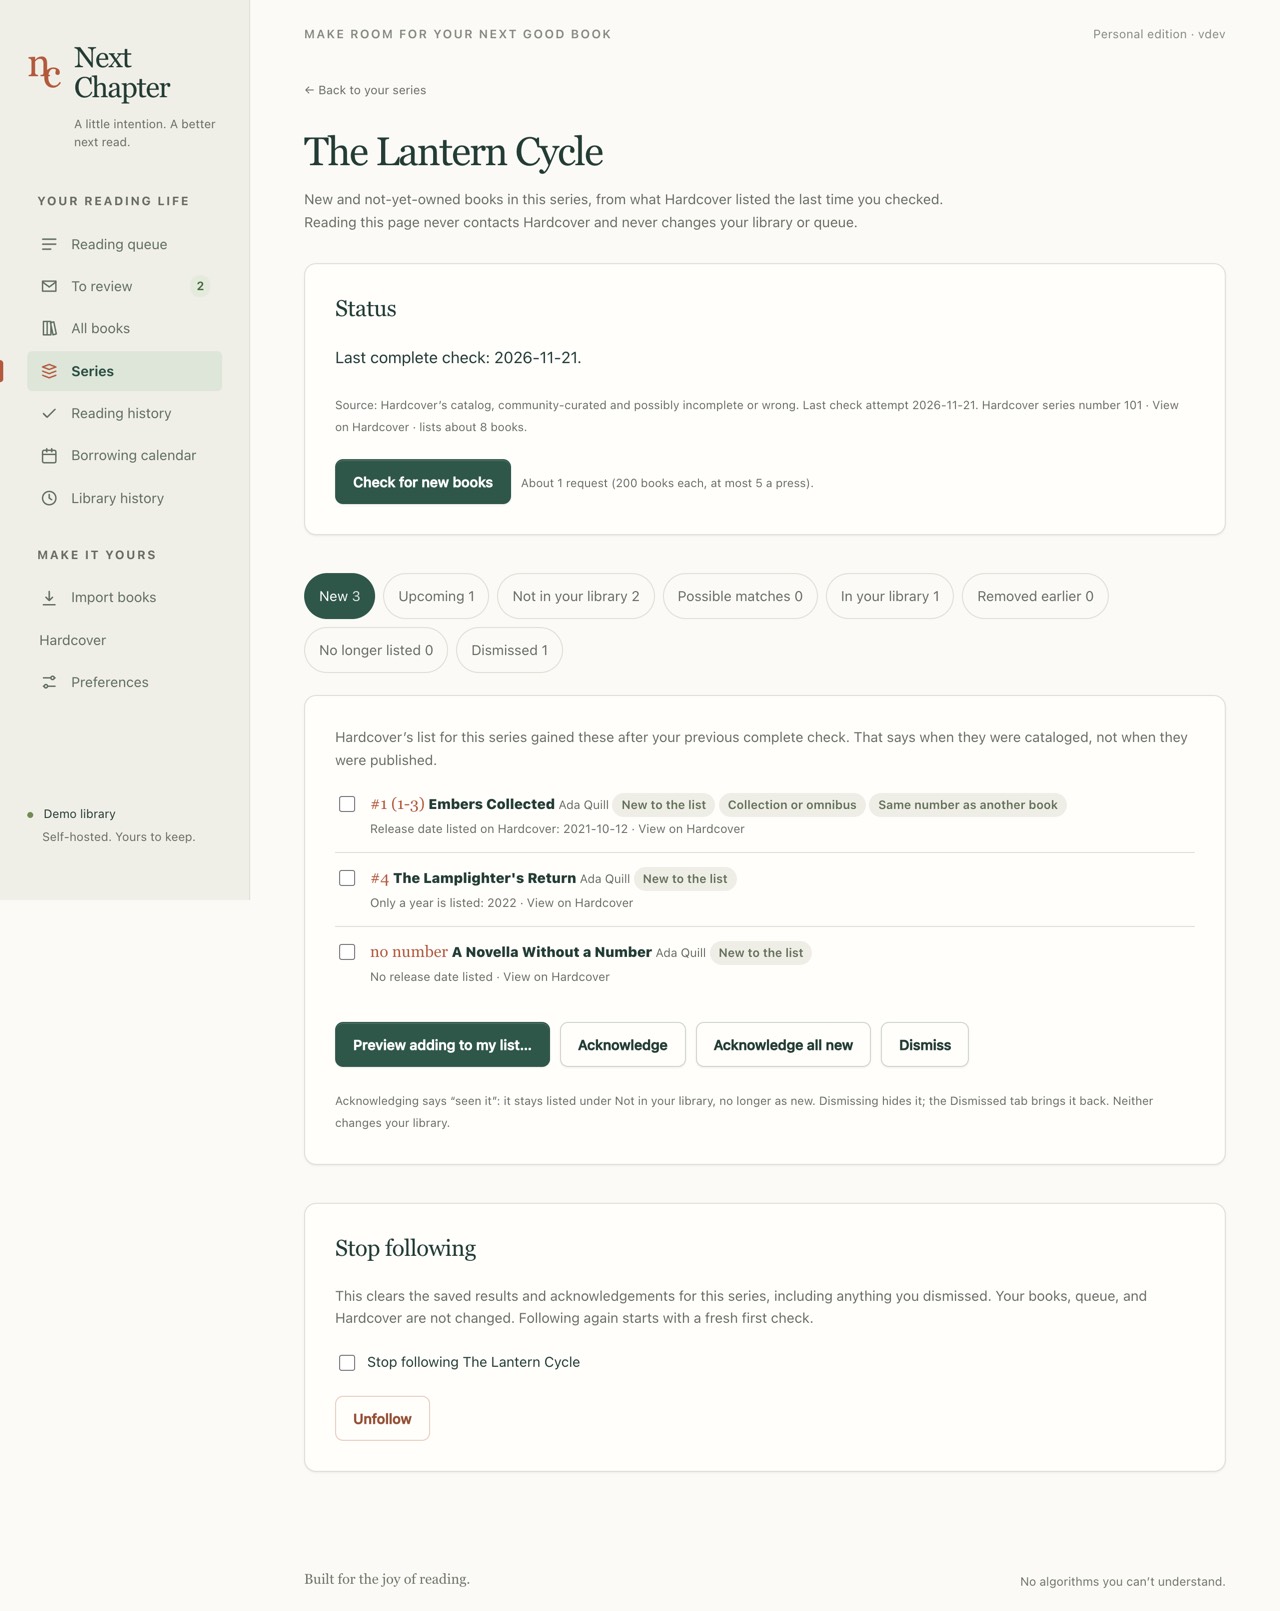 nc
Next
Chapter
A little intention. A better
next read.
YOUR READING LIFE
Reading queue
To review 2
All books
Series
Reading history
Borrowing calendar
Library history
MAKE IT YOURS
Import books
Hardcover
Preferences
Demo library
Self-hosted. Yours to keep.
MAKE ROOM FOR YOUR NEXT GOOD BOOK
Personal edition · vdev
← Back to your series
The Lantern Cycle
New and not-yet-owned books in this series, from what Hardcover listed the last time you checked.
Reading this page never contacts Hardcover and never changes your library or queue.
Status
Last complete check: 2026-11-21.
Source: Hardcover’s catalog, community-curated and possibly incomplete or wrong. Last check attempt 2026-11-21. Hardcover series number 101 · View
on Hardcover · lists about 8 books.
Check for new books About 1 request (200 books each, at most 5 a press).
New 3 Upcoming 1 Not in your library 2 Possible matches 0 In your library 1 Removed earlier 0
No longer listed 0 Dismissed 1
Hardcover’s list for this series gained these after your previous complete check. That says when they were cataloged, not when they
were published.
#1 (1-3) Embers Collected Ada Quill New to the list Collection or omnibus Same number as another book
Release date listed on Hardcover: 2021-10-12 · View on Hardcover
#4 The Lamplighter's Return Ada Quill New to the list
Only a year is listed: 2022 · View on Hardcover
no number A Novella Without a Number Ada Quill New to the list
No release date listed · View on Hardcover
Preview adding to my list… Acknowledge Acknowledge all new Dismiss
Acknowledging says “seen it”: it stays listed under Not in your library, no longer as new. Dismissing hides it; the Dismissed tab brings it back. Neither
changes your library.
Stop following
This clears the saved results and acknowledgements for this series, including anything you dismissed. Your books, queue, and
Hardcover are not changed. Following again starts with a fresh first check.
Stop following The Lantern Cycle
Unfollow
Built for the joy of reading.
No algorithms you can’t understand.